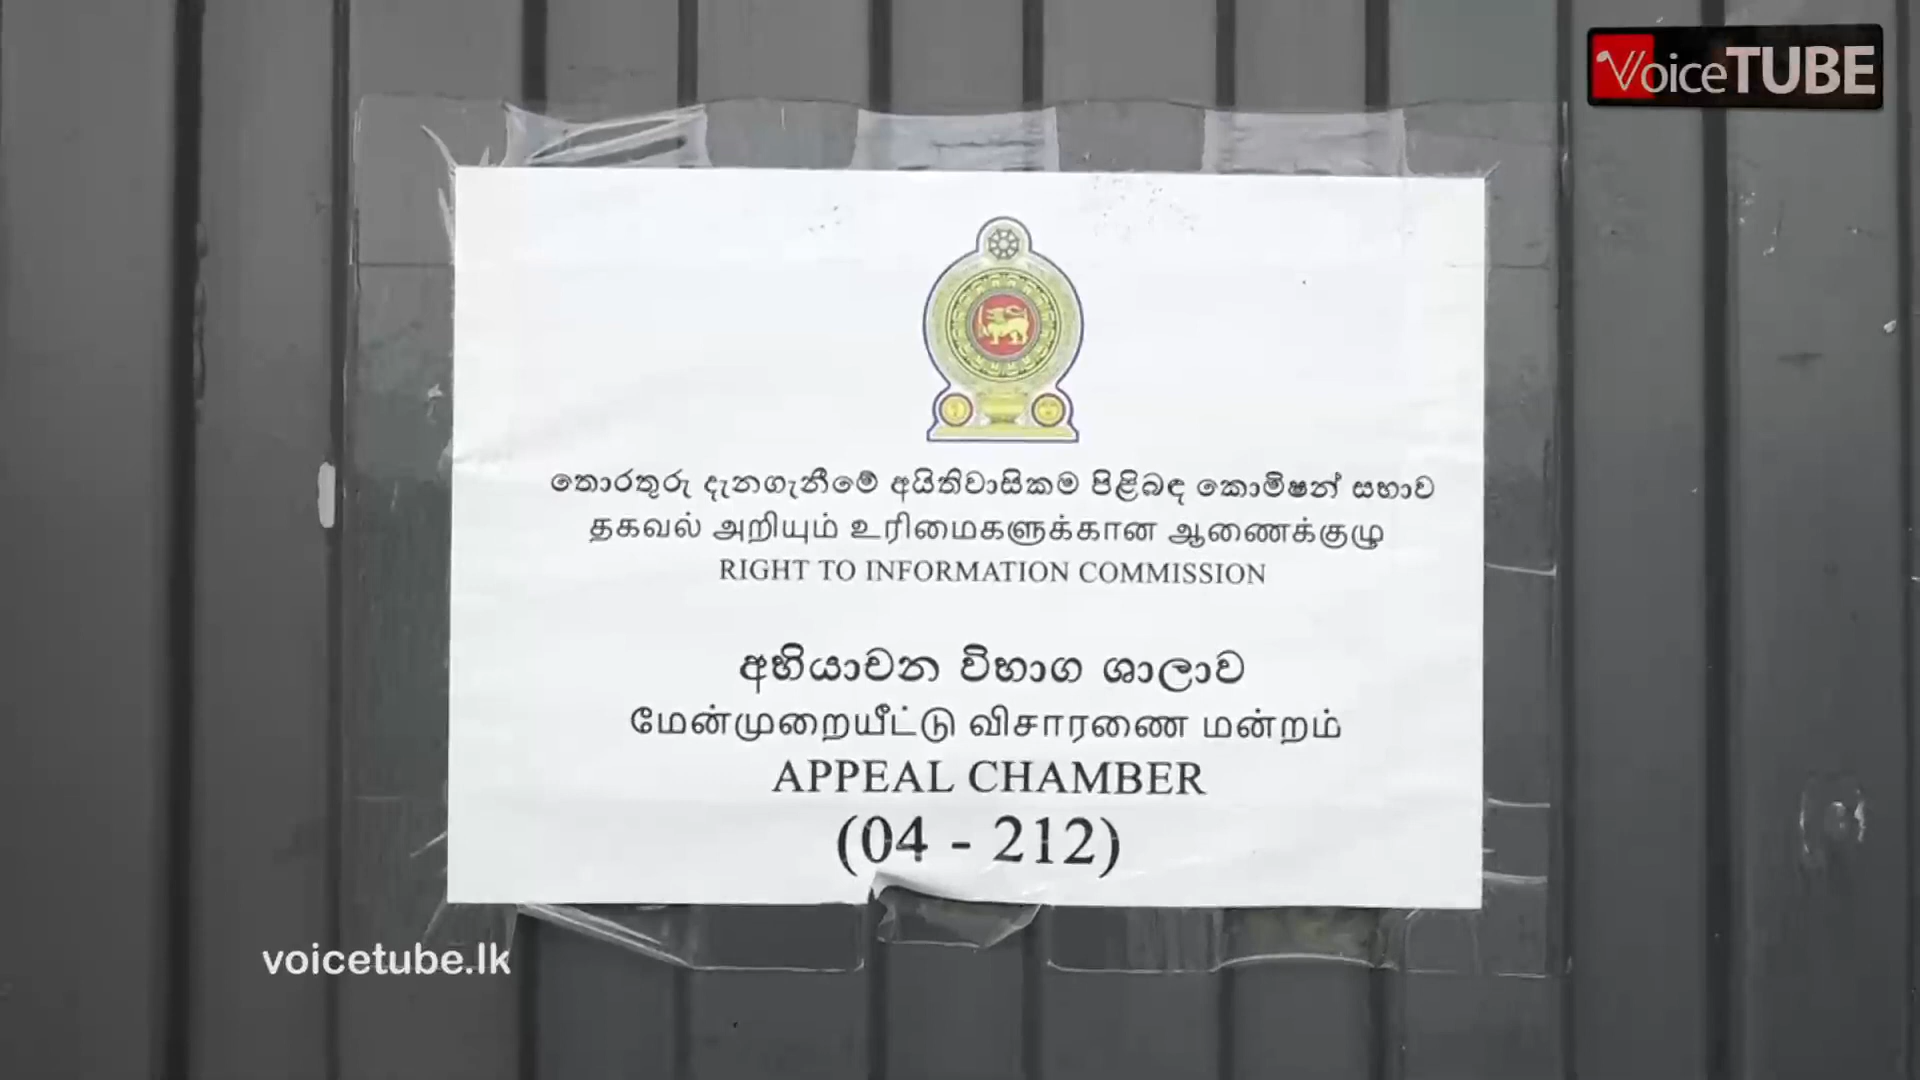 VoiceTUBE
තොරතුරු දැනගැනීමේ අයිතිවාසිකම පිළිබඳ කොමිෂන් සභාව
தகவல் அறியும் உரிமைகளுக்கான ஆணைக்குழு
RIGHT TO INFORMATION COMMISSION
අභියාචන විභාග ශාලාව
மேன்முறையீட்டு விசாரணை மன்றம்
APPEAL CHAMBER
(04 - 212)
voicetube.lk